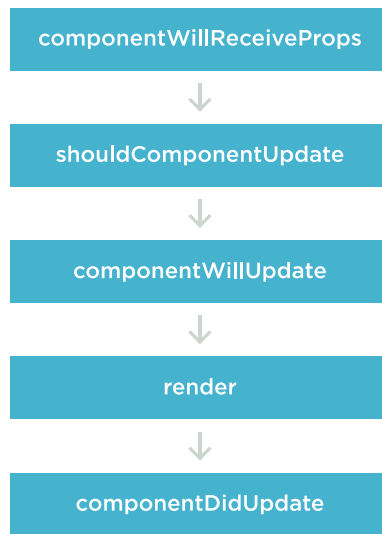 componentWillReceiveProps
shouldComponentUpdate
componentWillUpdate
render
componentDidUpdate